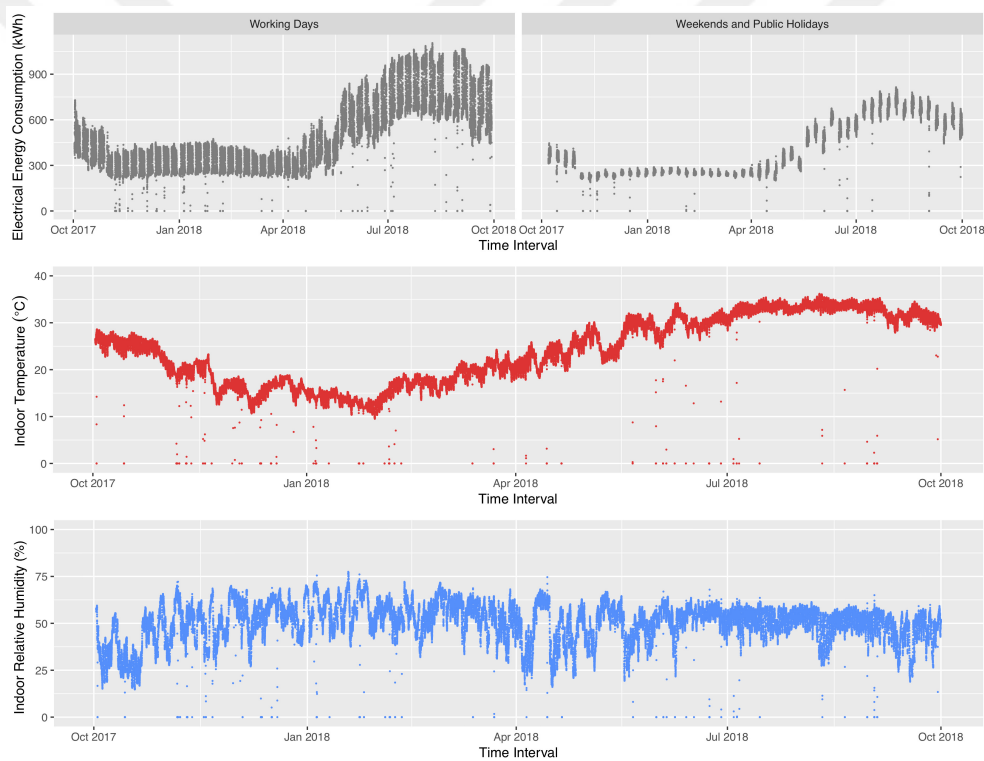 Working Days
Weekends and Public Holidays
Electrical Energy Consumption (kWh)
900
600
300
0
Oct 2017 Jan 2018 Apr 2018 Jul 2018 Oct 2018 Oct 2017 Jan 2018 Apr 2018 Jul 2018 Oct 2018
Time Interval
Indoor Temperature (°C)
40
30
20
10
0
Oct 2017 Jan 2018 Apr 2018 Jul 2018 Oct 2018
Time Interval
Indoor Relative Humidity (%)
100
75
50
25
0
Oct 2017 Jan 2018 Apr 2018 Jul 2018 Oct 2018
Time Interval